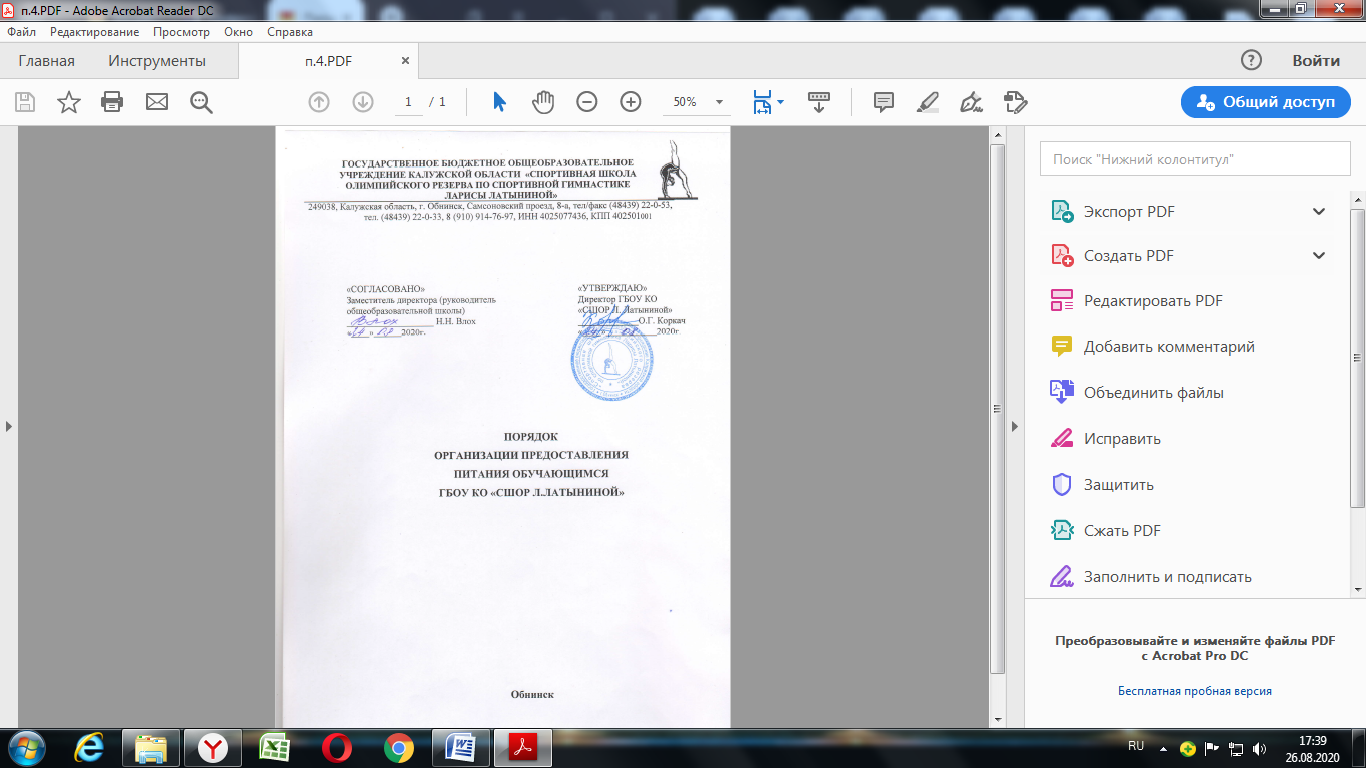 п.4.PDF - Adobe Acrobat Reader DC
Файл Редактирование Просмотр Окно Справка
Главная Инструменты п.4.PDF × ? Войти
1 / 1 50% Общий доступ
ГОСУДАРСТВЕННОЕ БЮДЖЕТНОЕ ОБЩЕОБРАЗОВАТЕЛЬНОЕ
УЧРЕЖДЕНИЕ КАЛУЖСКОЙ ОБЛАСТИ «СПОРТИВНАЯ ШКОЛА
ОЛИМПИЙСКОГО РЕЗЕРВА ПО СПОРТИВНОЙ ГИМНАСТИКЕ
ЛАРИСЫ ЛАТЫНИНОЙ»
249038, Калужская область, г. Обнинск, Самсоновский проезд, 8-а, тел/факс (48439) 22-0-53,
тел. (48439) 22-0-33, 8 (910) 914-76-97, ИНН 4025077436, КПП 402501001
«СОГЛАСОВАНО»
Заместитель директора (руководитель
общеобразовательной школы)
Н.Н. Влох
2020г.
«УТВЕРЖДАЮ»
Директор ГБОУ КО
«СШОР Л. Латыниной»
О.Г. Коркач
2020г.
ПОРЯДОК
ОРГАНИЗАЦИИ ПРЕДОСТАВЛЕНИЯ
ПИТАНИЯ ОБУЧАЮЩИМСЯ
ГБОУ КО «СШОР Л.ЛАТЫНИНОЙ»
Обнинск
Поиск "Нижний колонтитул"
Экспорт PDF
Создать PDF
Редактировать PDF
Добавить комментарий
Объединить файлы
Исправить
Защитить
Сжать PDF
Заполнить и подписать
Преобразовывайте и изменяйте файлы PDF
с Acrobat Pro DC
Бесплатная пробная версия
RU 17:39
26.08.2020